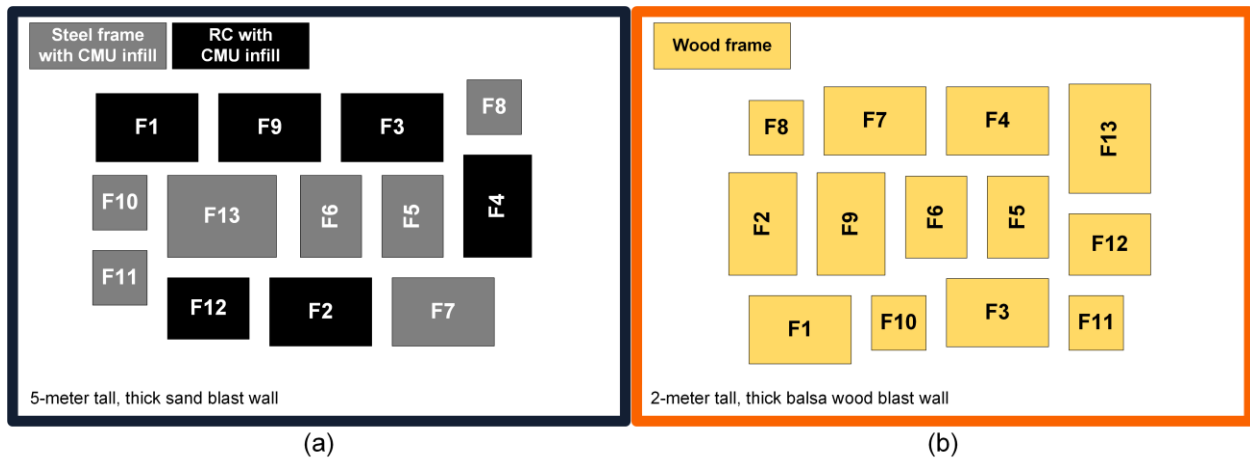 Steel frame
with CMU infill
RC with
CMU infill
F1
F9
F3
F8
F10
F13
F6
F5
F4
F11
F12
F2
F7
5-meter tall, thick sand blast wall
(a)
Wood frame
F8
F7
F4
F13
F2
F9
F6
F5
F12
F1
F10
F3
F11
2-meter tall, thick balsa wood blast wall
(b)